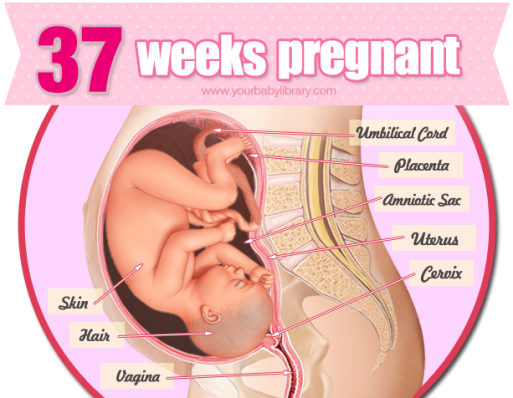 37 weeks pregnant
www.yourbabylibrary.com
Umbilical Cord
Placenta
Amniotic Sac
Uterus
Cervix
Skin
Hair
Vagina